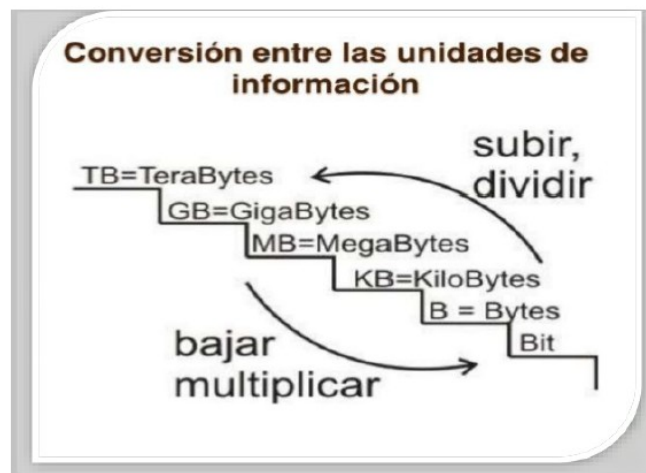 Conversión entre las unidades de
información
subir,
dividir
TB=TeraBytes
GB=GigaBytes
MB=MegaBytes
KB=KiloBytes
B = Bytes
Bit
bajar
multiplicar